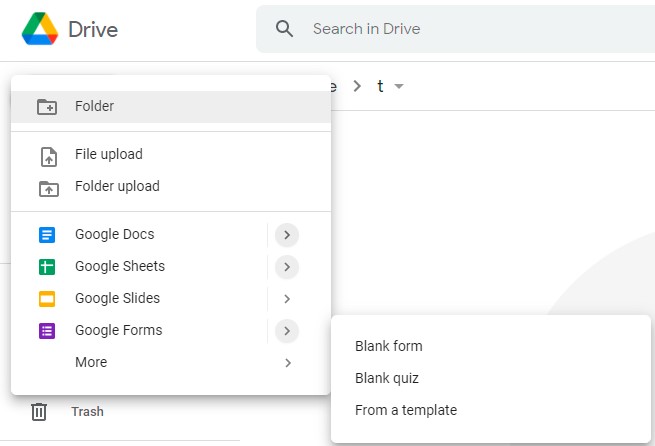 Drive
Search in Drive
e > t
Folder
File upload
Folder upload
Google Docs
Google Sheets
Google Slides
Google Forms
More
Blank form
Blank quiz
From a template
Trash